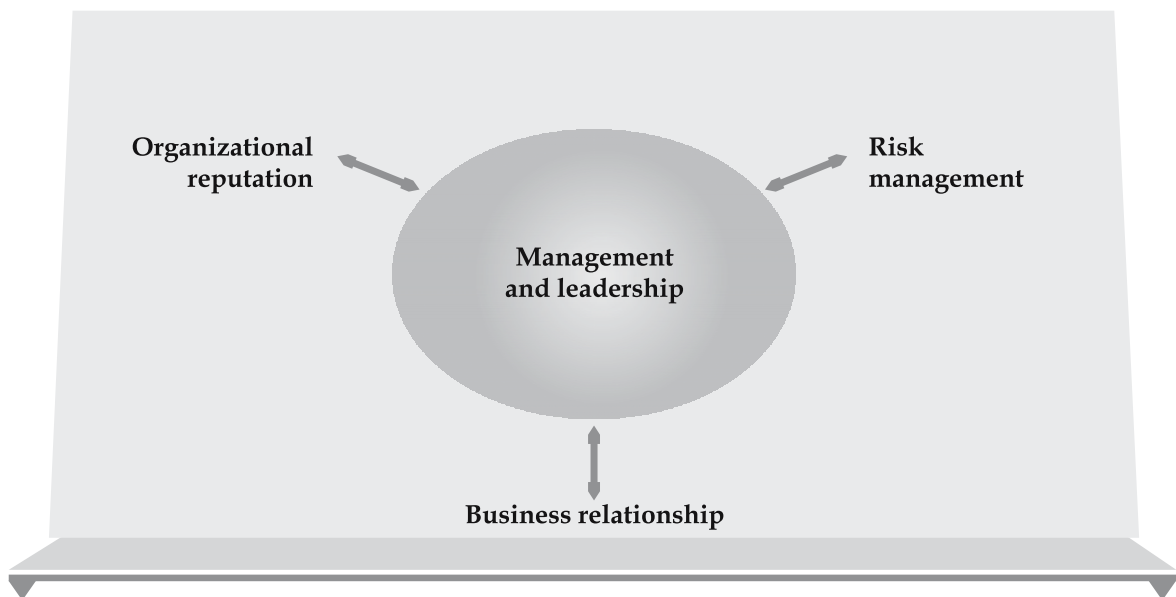 Organizational
reputation
Risk
management
Management
and leadership
Business relationship